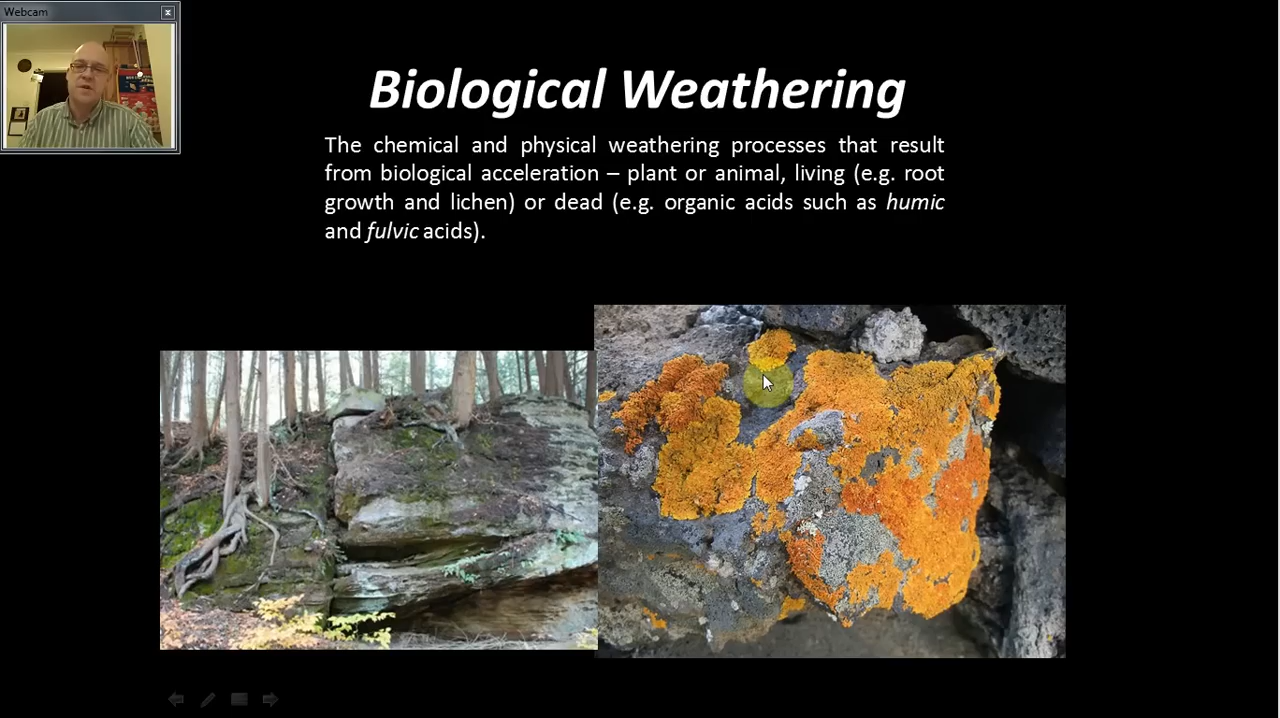 Webcam
Biological Weathering
The chemical and physical weathering processes that result
from biological acceleration – plant or animal, living (e.g. root
growth and lichen) or dead (e.g. organic acids such as humic
and fulvic acids).